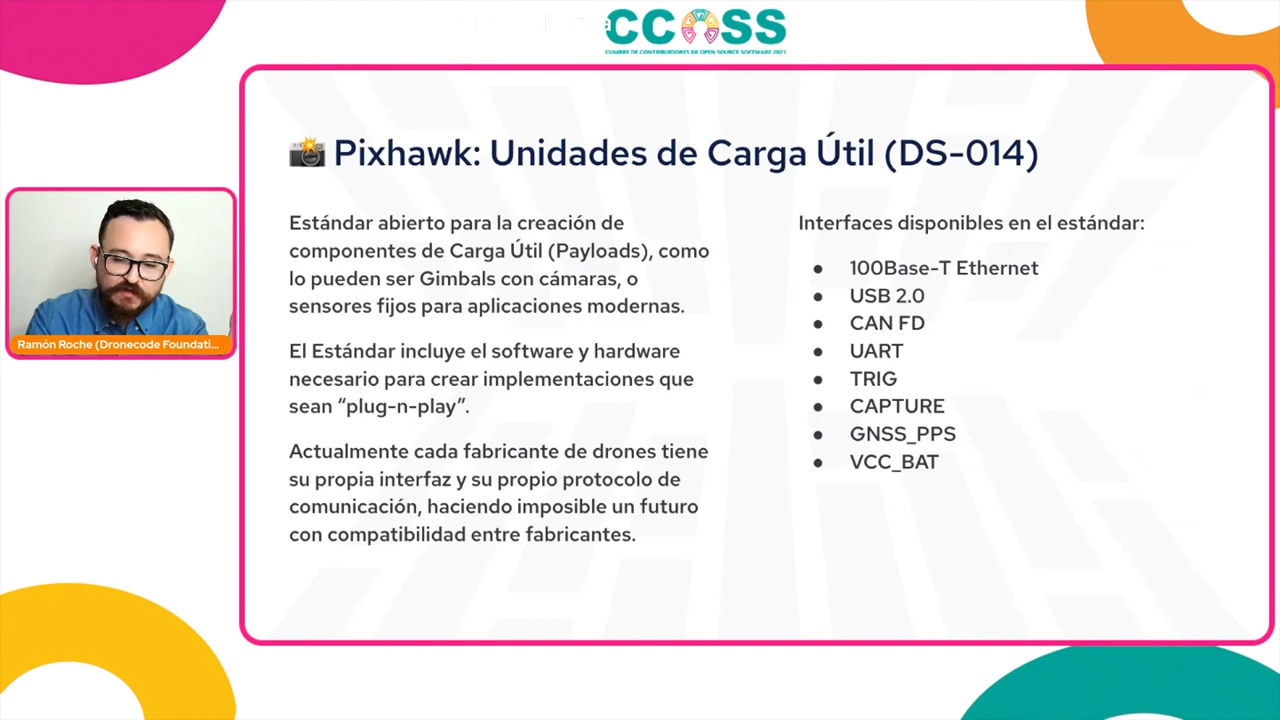 CCOSS
CUMBRE DE CONTRIBUIDORES DE OPEN SOURCE SOFTWARE 2021
Pixhawk: Unidades de Carga Útil (DS-014)
Estándar abierto para la creación de
componentes de Carga Útil (Payloads), como
lo pueden ser Gimbals con cámaras, o
sensores fijos para aplicaciones modernas.
El Estándar incluye el software y hardware
necesario para crear implementaciones que
sean “plug-n-play”.
Actualmente cada fabricante de drones tiene
su propia interfaz y su propio protocolo de
comunicación, haciendo imposible un futuro
con compatibilidad entre fabricantes.
Interfaces disponibles en el estándar:
● 100Base-T Ethernet
● USB 2.0
● CAN FD
● UART
● TRIG
● CAPTURE
● GNSS_PPS
● VCC_BAT
Ramón Roche (Dronecode Foundati...